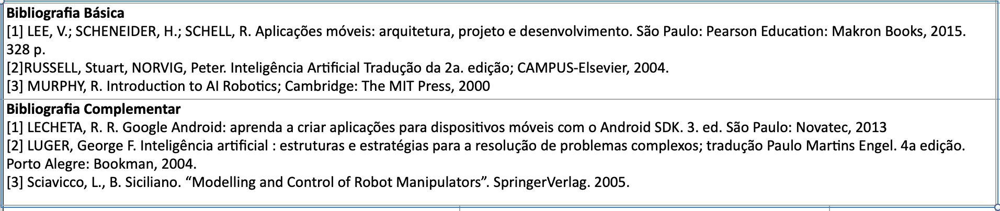 Bibliografia Básica
[1] LEE, V.; SCHENEIDER, H.; SCHELL, R. Aplicações móveis: arquitetura, projeto e desenvolvimento. São Paulo: Pearson Education: Makron Books, 2015.
328 p.
[2]RUSSELL, Stuart, NORVIG, Peter. Inteligência Artificial Tradução da 2a. edição; CAMPUS-Elsevier, 2004.
[3] MURPHY, R. Introduction to AI Robotics; Cambridge: The MIT Press, 2000
Bibliografia Complementar
[1] LECHETA, R. R. Google Android: aprenda a criar aplicações para dispositivos móveis com o Android SDK. 3. ed. São Paulo: Novatec, 2013
[2] LUGER, George F. Inteligência artificial : estruturas e estratégias para a resolução de problemas complexos; tradução Paulo Martins Engel. 4a edição.
Porto Alegre: Bookman, 2004.
[3] Sciavicco, L., B. Siciliano. “Modelling and Control of Robot Manipulators”. SpringerVerlag. 2005.